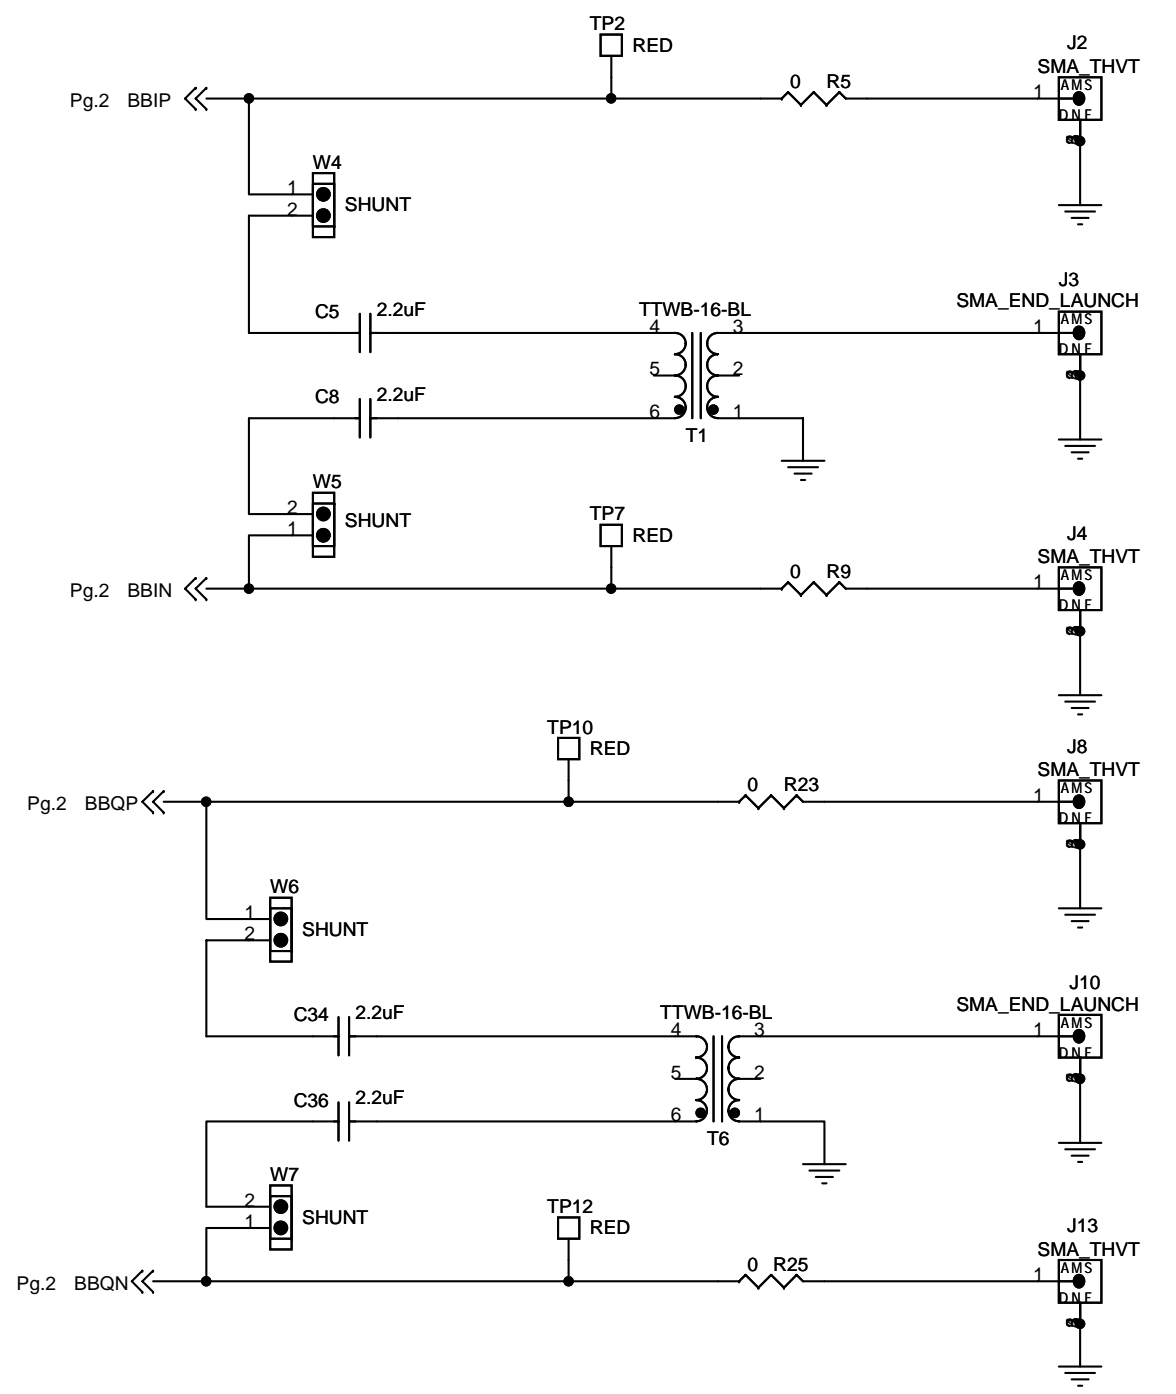 TP2
RED
J2
SMA_THVT
Pg.2 BBIP
0 R5
1
AMS
DNF
W4
1
2
SHUNT
J3
SMA_END_LAUNCH
C5 2.2uF
TTWB-16-BL
4
3
1
AMS
DNF
5
2
C8 2.2uF
6
1
T1
W5
2
1
SHUNT
TP7
RED
J4
SMA_THVT
Pg.2 BBIN
0 R9
1
AMS
DNF
TP10
RED
J8
SMA_THVT
Pg.2 BBQP
0 R23
1
AMS
DNF
W6
1
2
SHUNT
J10
SMA_END_LAUNCH
C34 2.2uF
TTWB-16-BL
4
3
1
AMS
DNF
5
2
C36 2.2uF
6
1
T6
W7
2
1
SHUNT
TP12
RED
J13
SMA_THVT
Pg.2 BBQN
0 R25
1
AMS
DNF